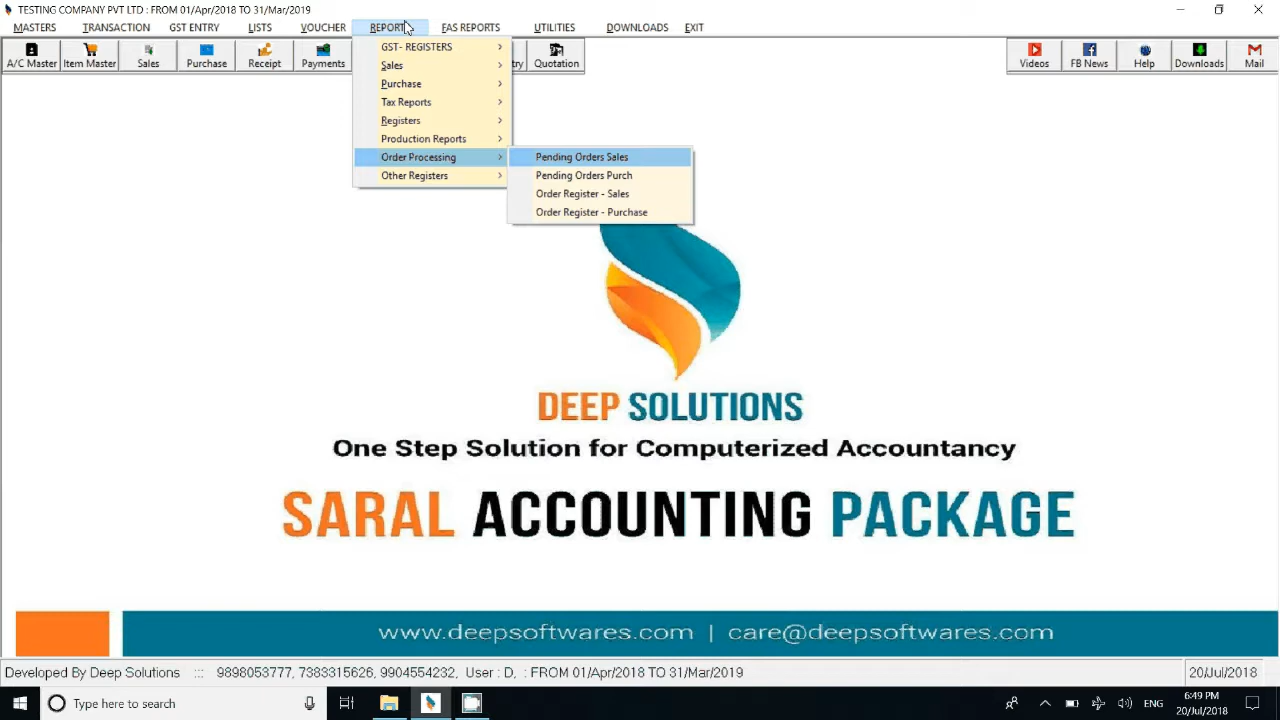 TESTING COMPANY PVT LTD : FROM 01/Apr/2018 TO 31/Mar/2019
MASTERS TRANSACTION GST ENTRY LISTS VOUCHER REPORT FAS REPORTS UTILITIES DOWNLOADS EXIT
A/C Master Item Master Sales Purchase Receipt Payments try Quotation Videos FB News Help Downloads Mail
GST- REGISTERS
Sales
Purchase
Tax Reports
Registers
Production Reports
Order Processing
Other Registers
Pending Orders Sales
Pending Orders Purch
Order Register - Sales
Order Register - Purchase
DEEP SOLUTIONS
One Step Solution for Computerized Accountancy
SARAL ACCOUNTING PACKAGE
www.deepsoftwares.com | care@deepsoftwares.com
Developed By Deep Solutions ::: 9898053777, 7383315626, 9904554232, User : D, : FROM 01/Apr/2018 TO 31/Mar/2019 20/Jul/2018
Type here to search
ENG
6:49 PM
20/Jul/2018